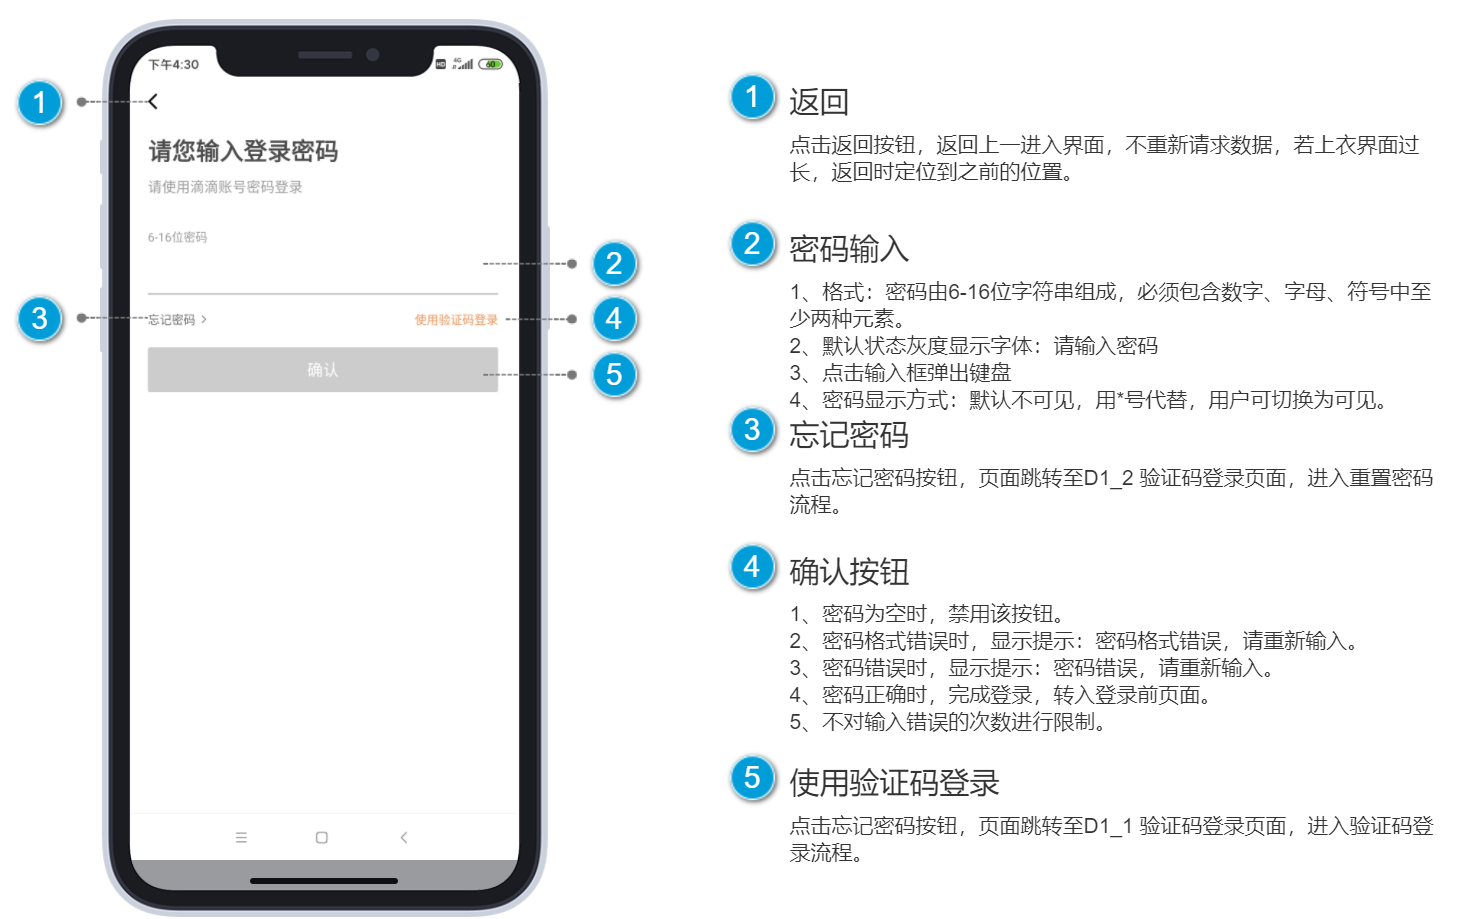 下午4:30
HD 4G 60
1
请您输入登录密码
请使用滴滴账号密码登录
6-16位密码
2
3
忘记密码 >
使用验证码登录
4
确认
5
1 返回
点击返回按钮，返回上一进入界面，不重新请求数据，若上衣界面过
长，返回时定位到之前的位置。
2 密码输入
1、格式：密码由6-16位字符串组成，必须包含数字、字母、符号中至
少两种元素。
2、默认状态灰度显示字体：请输入密码
3、点击输入框弹出键盘
4、密码显示方式：默认不可见，用*号代替，用户可切换为可见。
3 忘记密码
点击忘记密码按钮，页面跳转至D1_2 验证码登录页面，进入重置密码
流程。
4 确认按钮
1、密码为空时，禁用该按钮。
2、密码格式错误时，显示提示：密码格式错误，请重新输入。
3、密码错误时，显示提示：密码错误，请重新输入。
4、密码正确时，完成登录，转入登录前页面。
5、不对输入错误的次数进行限制。
5 使用验证码登录
点击忘记密码按钮，页面跳转至D1_1 验证码登录页面，进入验证码登
录流程。